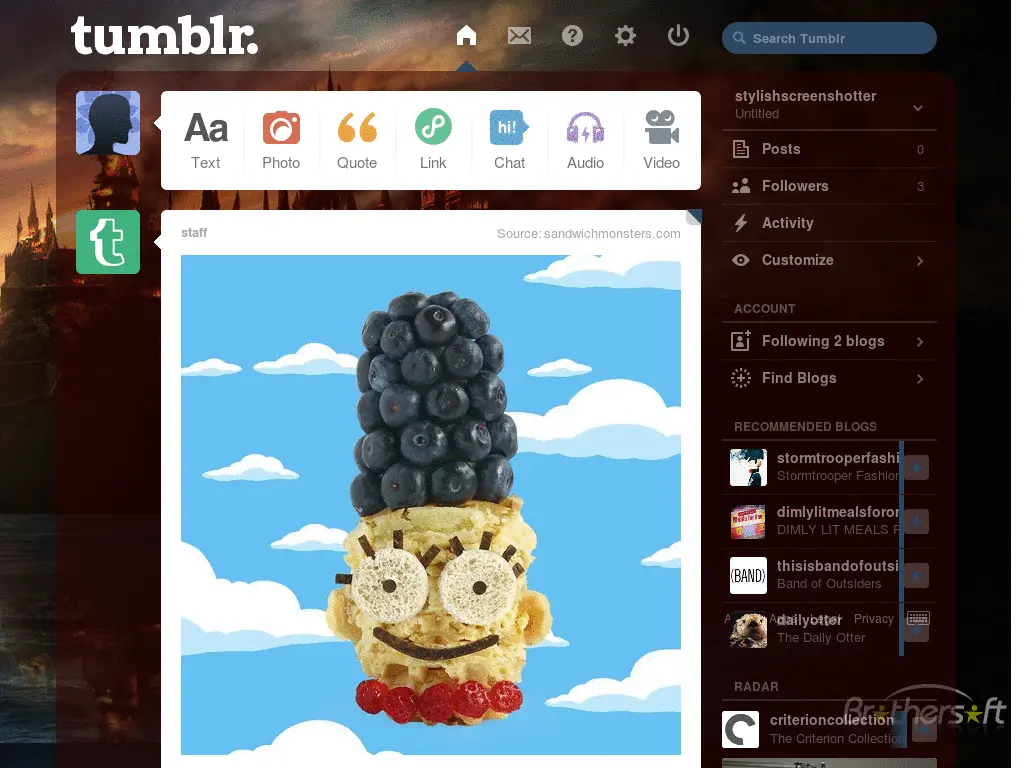 tumblr.
Search Tumblr
Aa
hi!
Text
Photo
Quote
Link
Chat
Audio
Video
t
staff
Source: sandwichmonsters.com
stylishscreenshotter
Untitled
Posts 0
Followers 3
Activity
Customize
ACCOUNT
Following 2 blogs
Find Blogs
RECOMMENDED BLOGS
stormtrooperfashi
Stormtrooper Fashion
dimlylitmealsforor
DIMLY LIT MEALS F
(BAND)
thisisbandofoutsi
Band of Outsiders
Privacy
dailyotter
The Daily Otter
RADAR
criterioncollection
The Criterion Collection
Brothersoft